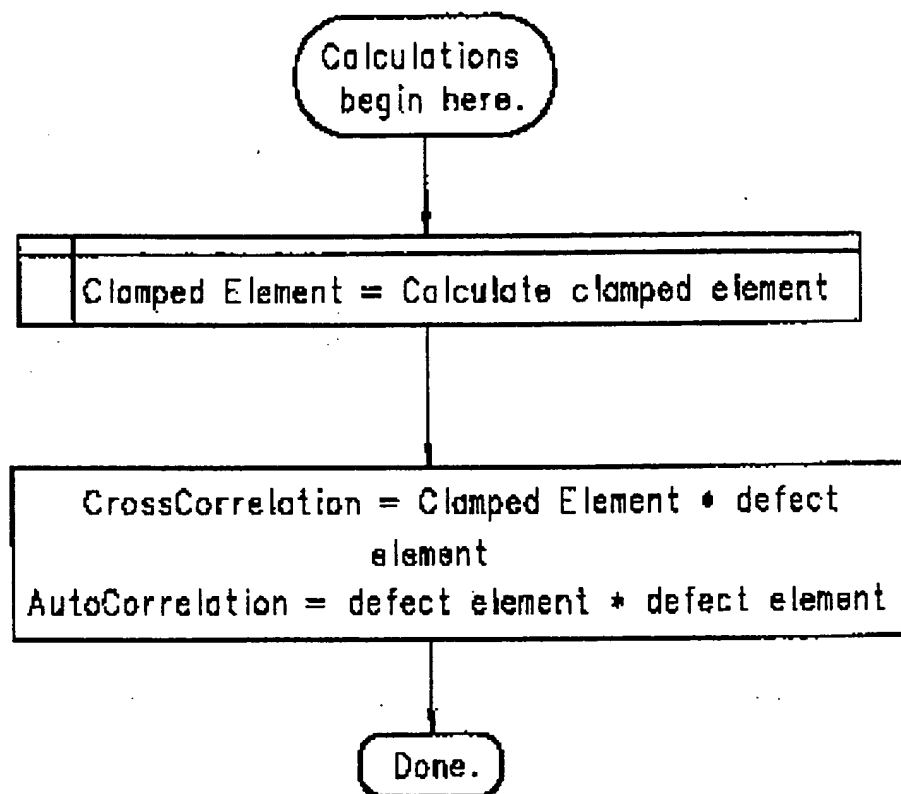 Calculations
begin here.
Clamped Element = Calculate clamped element
CrossCorrelation = Clamped Element * defect
element
AutoCorrelation = defect element * defect element
Done.